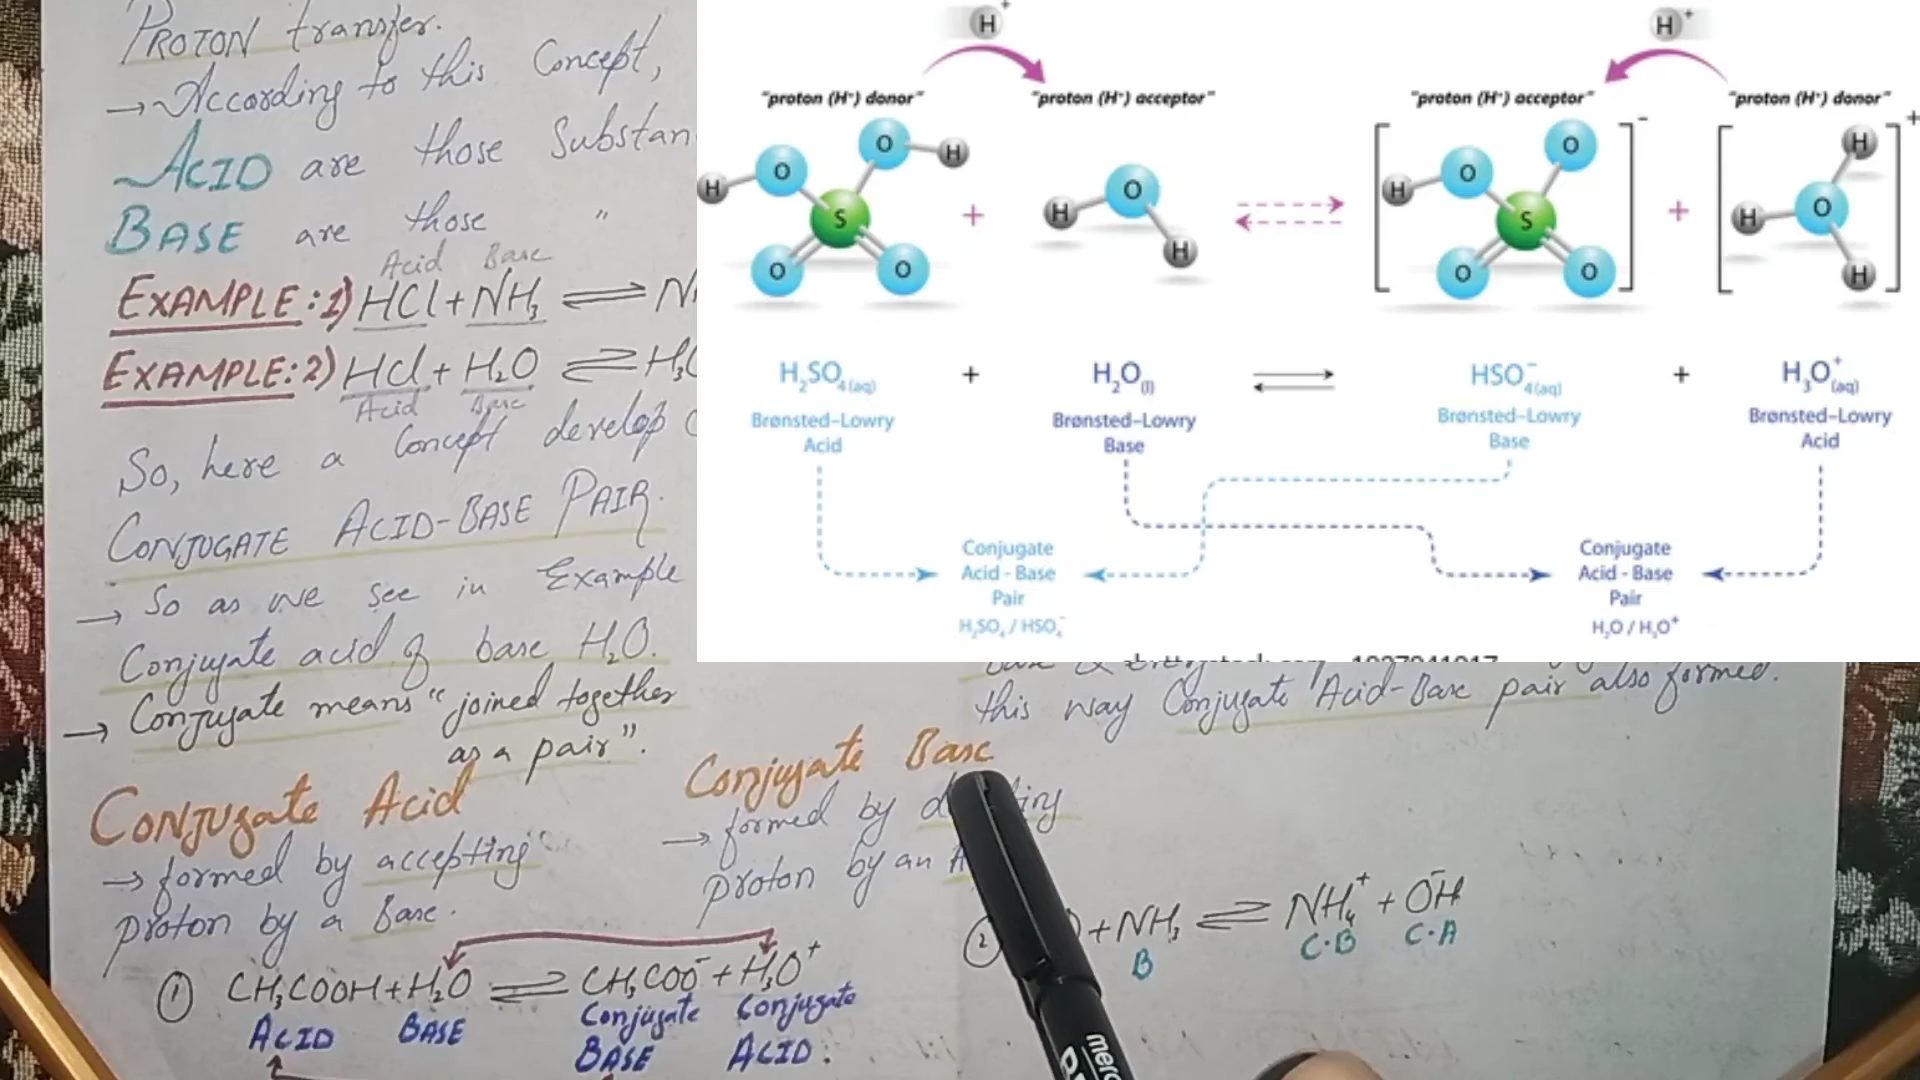 PROTON transfer.
→ According to this Concept,
ACID are those Substan
BASE are those "
Acid Base
EXAMPLE:1) HCl + NH₃ ⇌ N
EXAMPLE:2) HCl + H₂O ⇌ H₃O
Acid Base
So, here a Concept develop
CONJUGATE ACID-BASE PAIR.
→ So as we see in Example
Conjugate acid of base H₂O.
→ Conjugate means "joined together
as a pair".
Conjugate Acid
→ formed by accepting
proton by a Base.
Conjugate Base
→ formed by
proton by an
① CH₃COOH + H₂O ⇌ CH₃COO⁻ + H₃O⁺
ACID BASE Conjugate BASE Conjugate ACID.
this way Conjugate Acid-Base pair also formed.
② + NH₃ ⇌ NH₄⁺ + OH⁻
B C.B C.A
H⁺ H⁺
"proton (H⁺) donor" "proton (H⁺) acceptor" "proton (H⁺) acceptor" "proton (H⁺) donor"
O O H H S O O + H O H [ H O O S O O ]⁻ + [ H H O H ]⁺
H₂SO₄(aq) + H₂O(l) ⇌ HSO₄⁻(aq) + H₃O⁺(aq)
Brønsted–Lowry Acid
Brønsted–Lowry Base
Brønsted–Lowry Base
Brønsted–Lowry Acid
Conjugate
Acid - Base
Pair
H₂SO₄ / HSO₄⁻
Conjugate
Acid - Base
Pair
H₂O / H₃O⁺